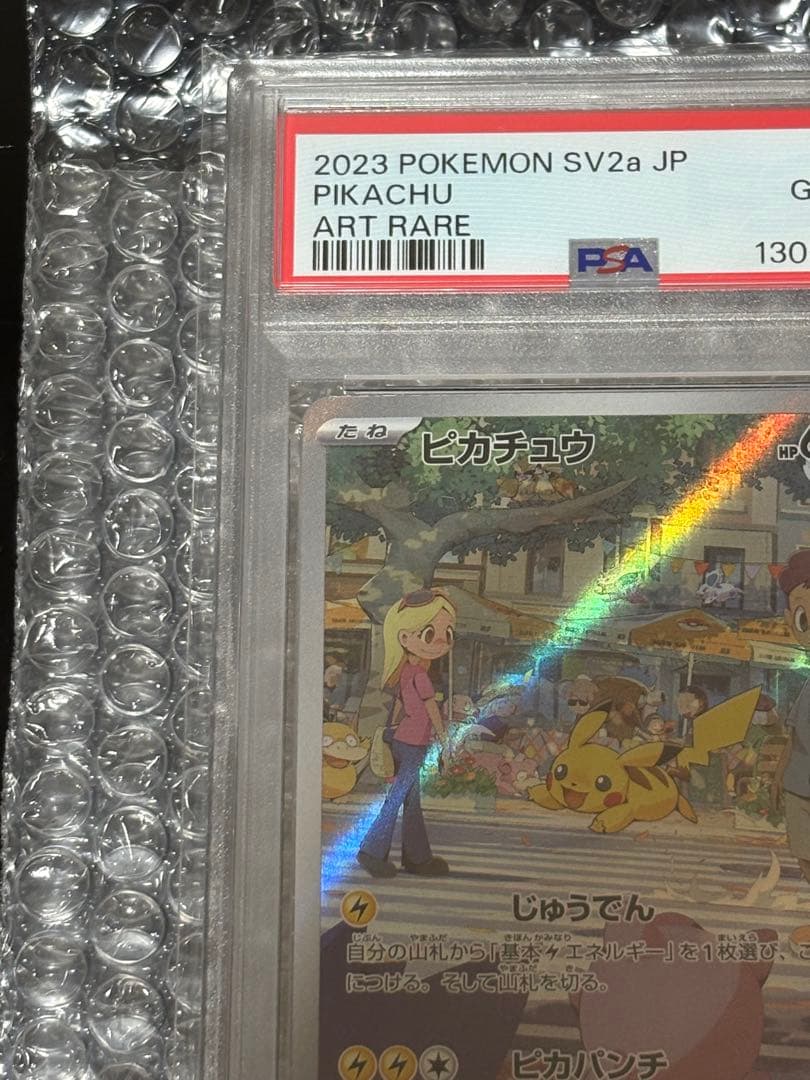 2023 POKEMON SV2a JP
PIKACHU
ART RARE
PSA
130
たね
ピカチュウ
HP
じゅうでん
自分の山札から「基本エネルギー」を1枚選び、こ
につける。そして山札を切る。
ピカパンチ